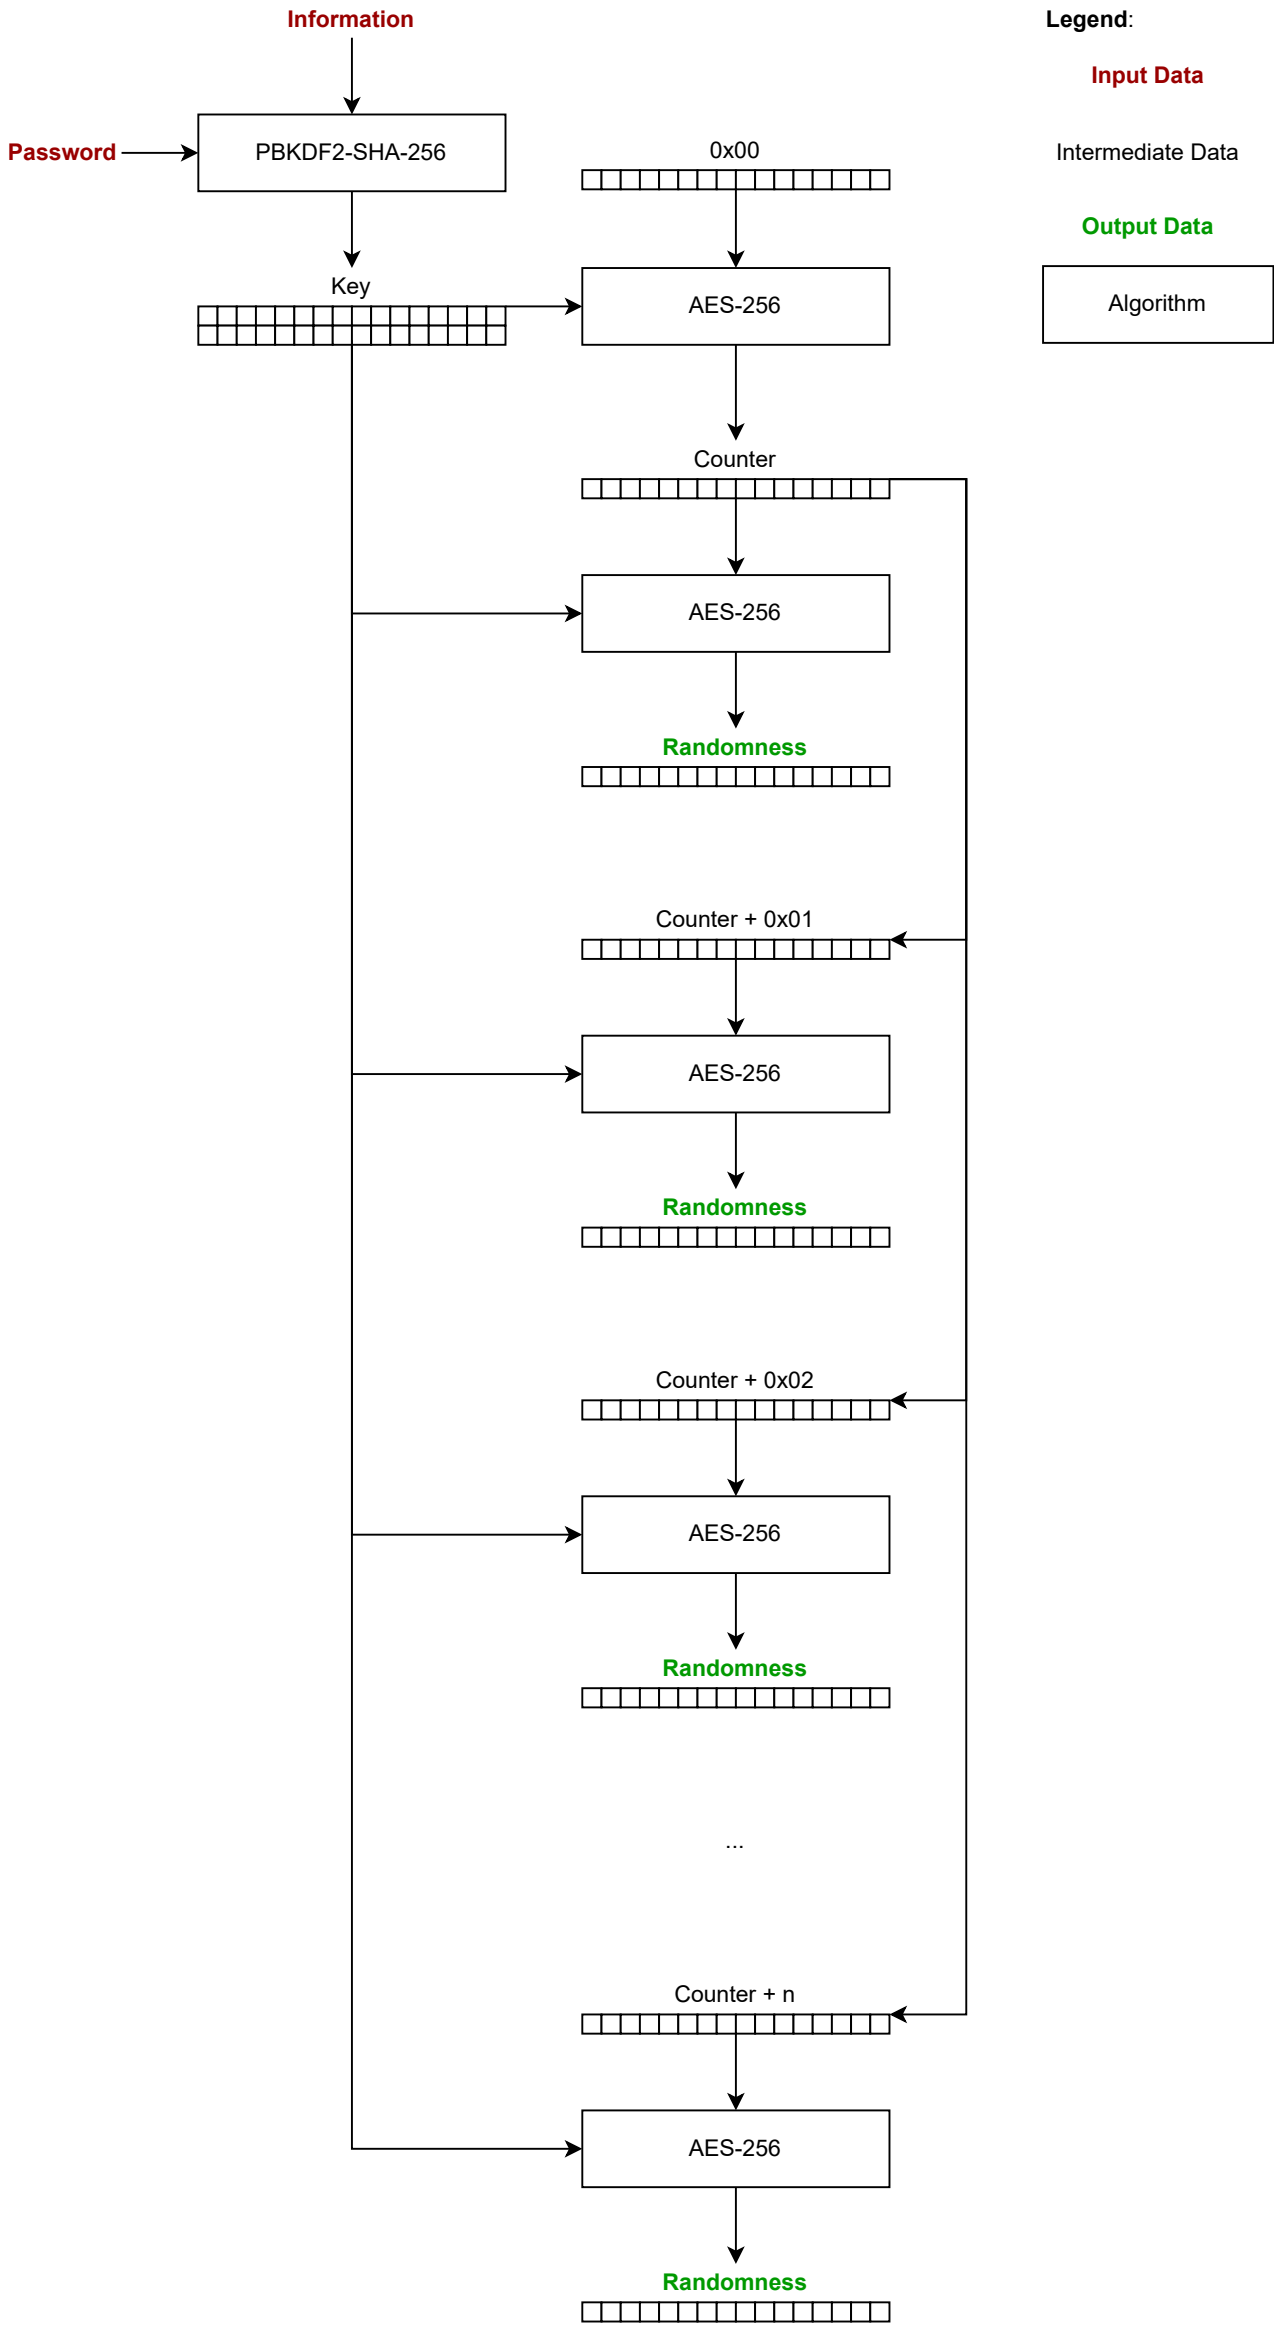 Information
Legend:
Input Data
Password
PBKDF2-SHA-256
0x00
Intermediate Data
Output Data
Key
AES-256
Algorithm
Counter
AES-256
Randomness
Counter + 0x01
AES-256
Randomness
Counter + 0x02
AES-256
Randomness
...
Counter + n
AES-256
Randomness